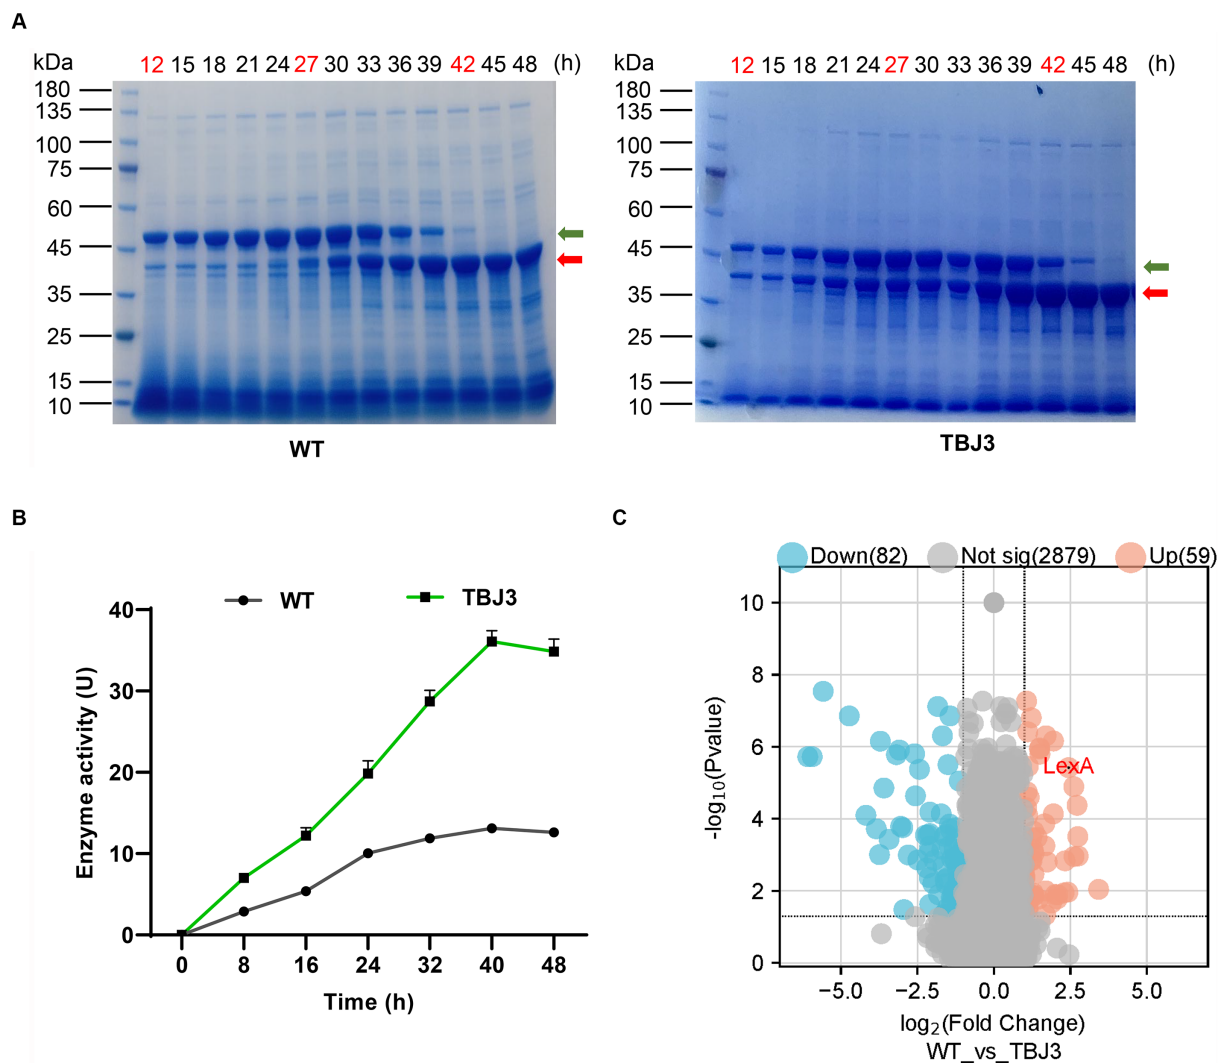 A
kDa 12 15 18 21 24 27 30 33 36 39 42 45 48 (h)
180
135
100
75
60
45
35
25
15
10
WT
kDa 12 15 18 21 24 27 30 33 36 39 42 45 48 (h)
180
135
100
75
60
45
35
25
15
10
TBJ3
B
WT TBJ3
Enzyme activity (U)
40
30
20
10
0
0 8 16 24 32 40 48
Time (h)
C
Down(82) Not sig(2879) Up(59)
-log10(Pvalue)
10
8
6
4
2
0
LexA
−5.0 −2.5 0.0 2.5 5.0
log2(Fold Change)
WT_vs_TBJ3